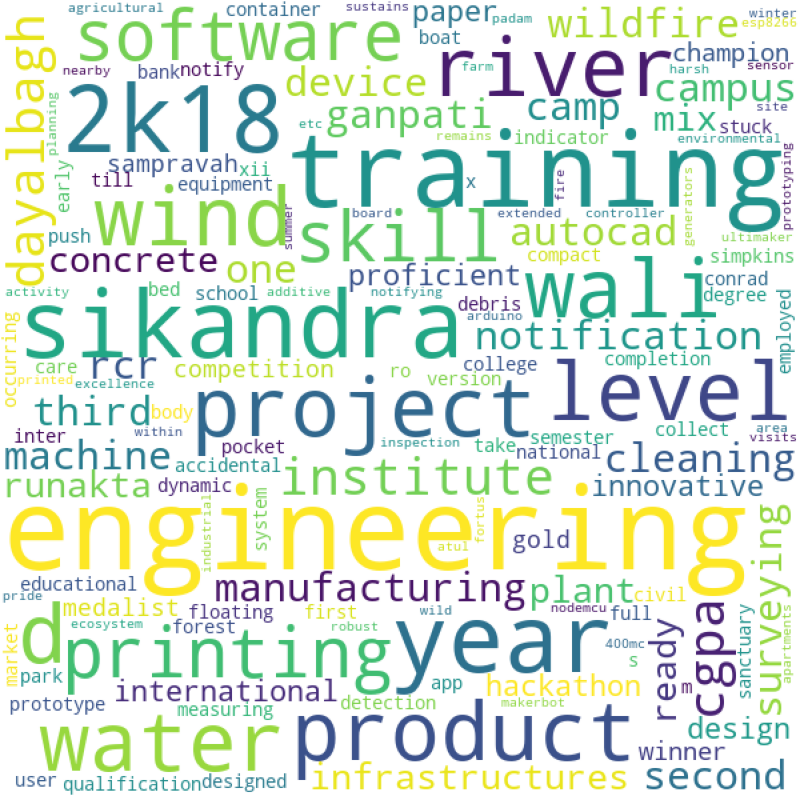 agricultural container paper padam wildfire winter
software boat river esp8266
sustains
nearby bank notify device farm harsh champion sensor
dayalbagh 2k18 ganpati camp campus
planning early etc remains indicator mix stuck site
sampravah xii training environmental
till equipment x fire prototyping
wind skill board extended controller generators
push summer autocad ultimaker
concrete one proficient compact simpkins
sikandra wali conrad
activity bed school additive notifying debris arduino notification degree employed
occurring care rcr competition ro college completion
printed excellence project version level
third body within semester collect area
inter pocket inspection take national visits
machine accidental institute cleaning
runakta dynamic system innovative
industrial engineering atul fortus gold surveying
educational manufacturing plant civil
pride medalist floating first wild nodemcu full
ecosystem forest robust 400mc
market d printing year s ready m cgpa sanctuary apartments
park app hackathon
prototype international detection makerbot design
measuring product winner
water
user qualification designed infrastructures second